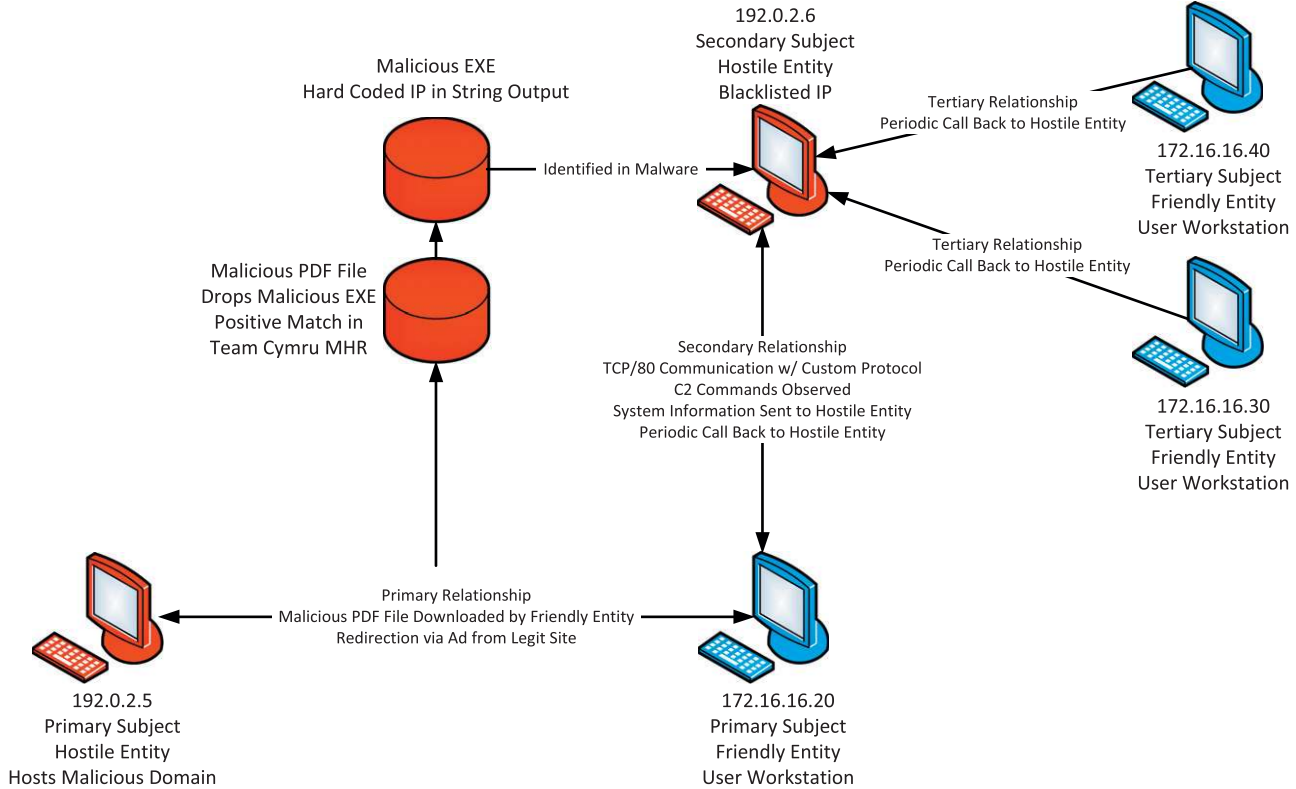 192.0.2.6
Secondary Subject
Hostile Entity
Blacklisted IP
Malicious EXE
Hard Coded IP in String Output
Tertiary Relationship
Periodic Call Back to Hostile Entity
172.16.16.40
Tertiary Subject
Friendly Entity
User Workstation
Identified in Malware
Tertiary Relationship
Periodic Call Back to Hostile Entity
Malicious PDF File
Drops Malicious EXE
Positive Match in
Team Cymru MHR
Secondary Relationship
TCP/80 Communication w/ Custom Protocol
C2 Commands Observed
System Information Sent to Hostile Entity
Periodic Call Back to Hostile Entity
172.16.16.30
Tertiary Subject
Friendly Entity
User Workstation
Primary Relationship
Malicious PDF File Downloaded by Friendly Entity
Redirection via Ad from Legit Site
192.0.2.5
Primary Subject
Hostile Entity
Hosts Malicious Domain
172.16.16.20
Primary Subject
Friendly Entity
User Workstation